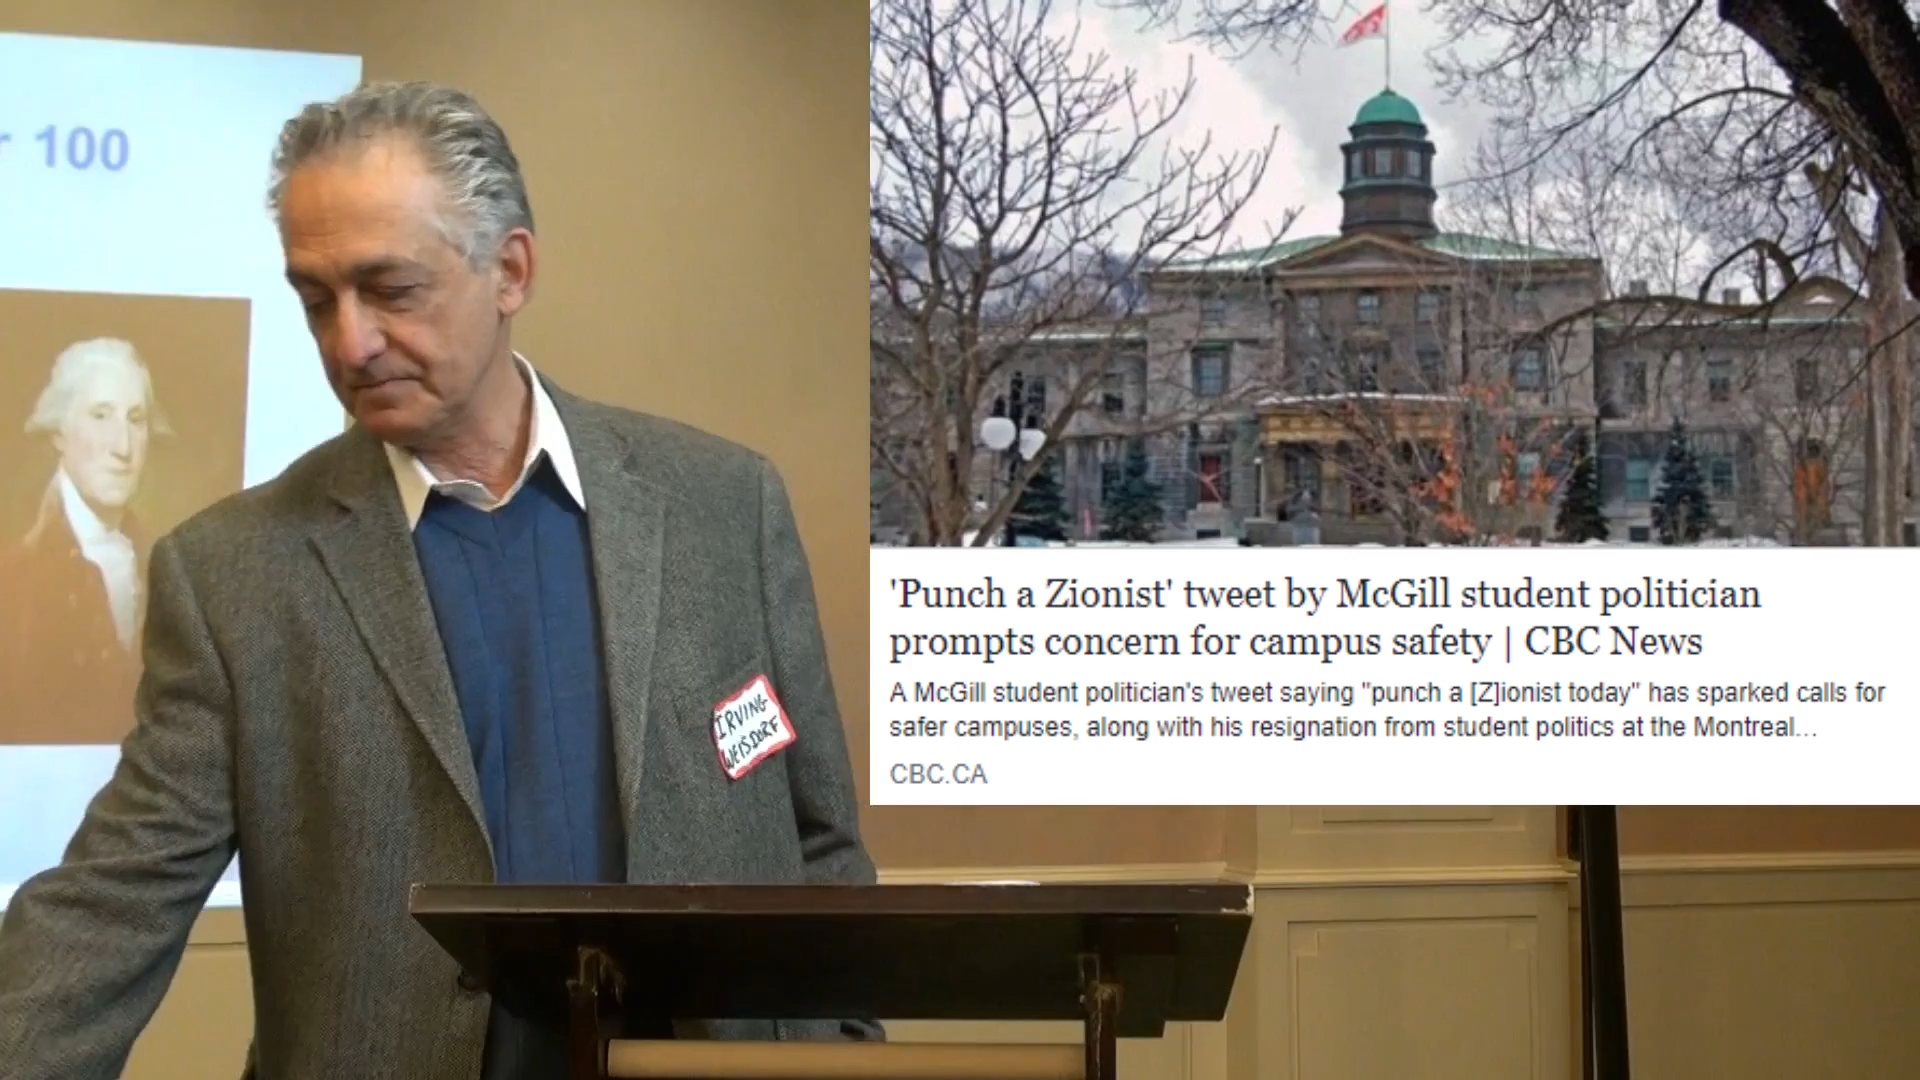 r 100
IRVING
WEISDORF
'Punch a Zionist' tweet by McGill student politician
prompts concern for campus safety | CBC News
A McGill student politician's tweet saying "punch a [Z]ionist today" has sparked calls for
safer campuses, along with his resignation from student politics at the Montreal...
CBC.CA